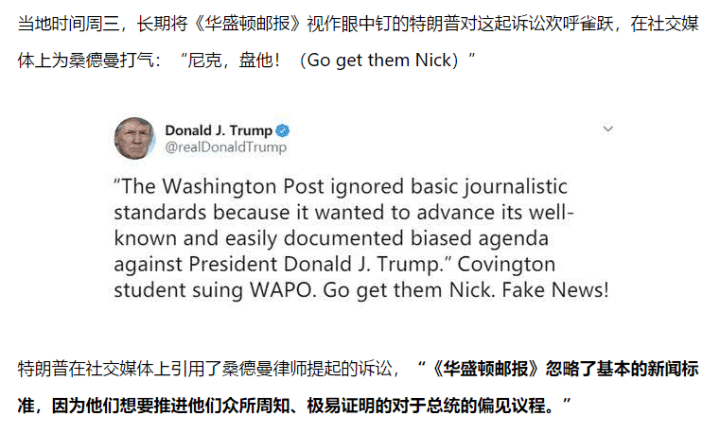 当地时间周三，长期将《华盛顿邮报》视作眼中钉的特朗普对这起诉讼欢呼雀跃，在社交媒
体上为桑德曼打气：“尼克，盘他！（Go get them Nick）”
Donald J. Trump
@realDonaldTrump
“The Washington Post ignored basic journalistic
standards because it wanted to advance its well-
known and easily documented biased agenda
against President Donald J. Trump.” Covington
student suing WAPO. Go get them Nick. Fake News!
特朗普在社交媒体上引用了桑德曼律师提起的诉讼，“《华盛顿邮报》忽略了基本的新闻标
准，因为他们想要推进他们众所周知、极易证明的对于总统的偏见议程。”